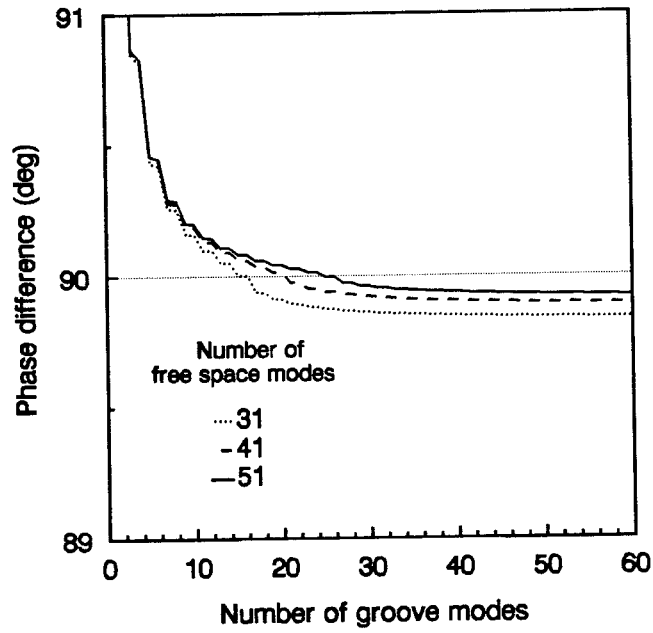 91
90
89
Phase difference (deg)
Number of
free space modes
31
41
51
0 10 20 30 40 50 60
Number of groove modes